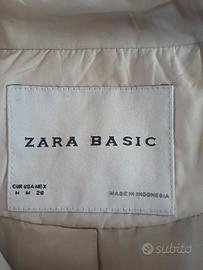 ZARA BASIC
EUR USA MEX
M M 28
MADE IN INDONESIA
subito